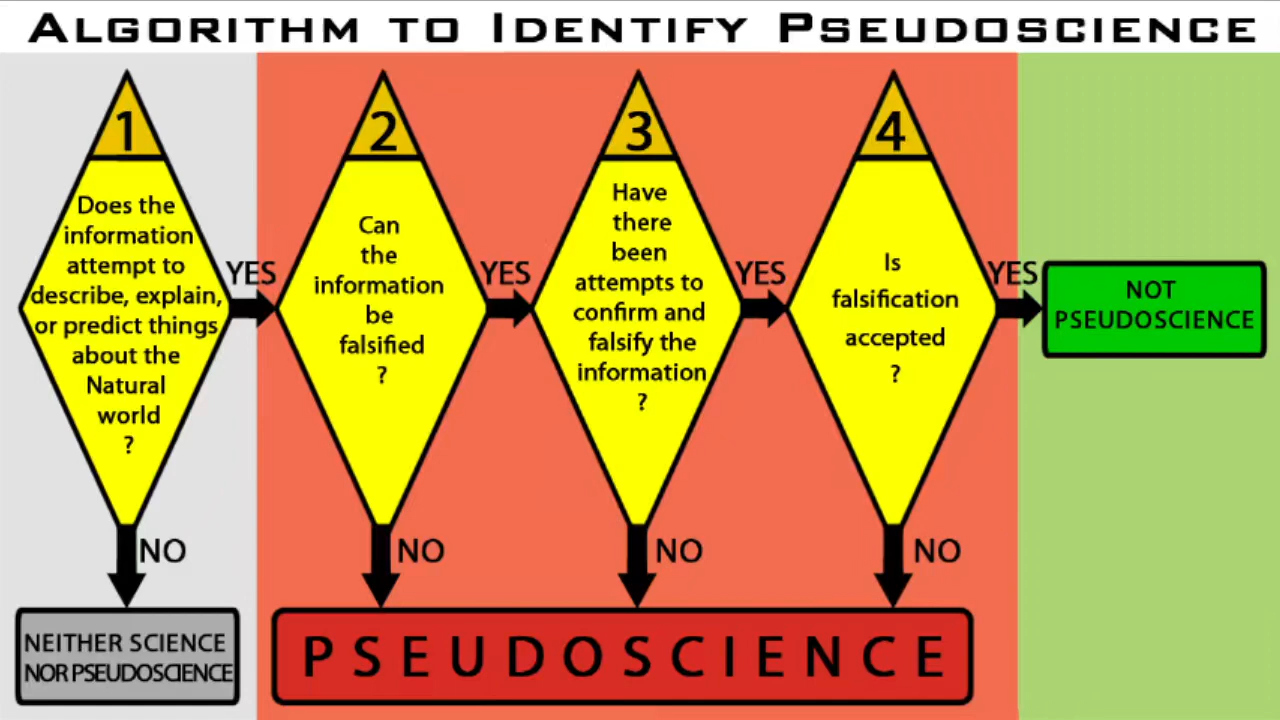 ALGORITHM TO IDENTIFY PSEUDOSCIENCE
1
Does the
information
attempt to
describe, explain,
or predict things
about the
Natural
world
?
YES
NO
NEITHER SCIENCE
NOR PSEUDOSCIENCE
2
Can
the
information
be
falsified
?
YES
NO
3
Have
there
been
attempts to
confirm and
falsify the
information
?
YES
NO
4
Is
falsification
accepted
?
YES
NO
PSEUDOSCIENCE
NOT
PSEUDOSCIENCE